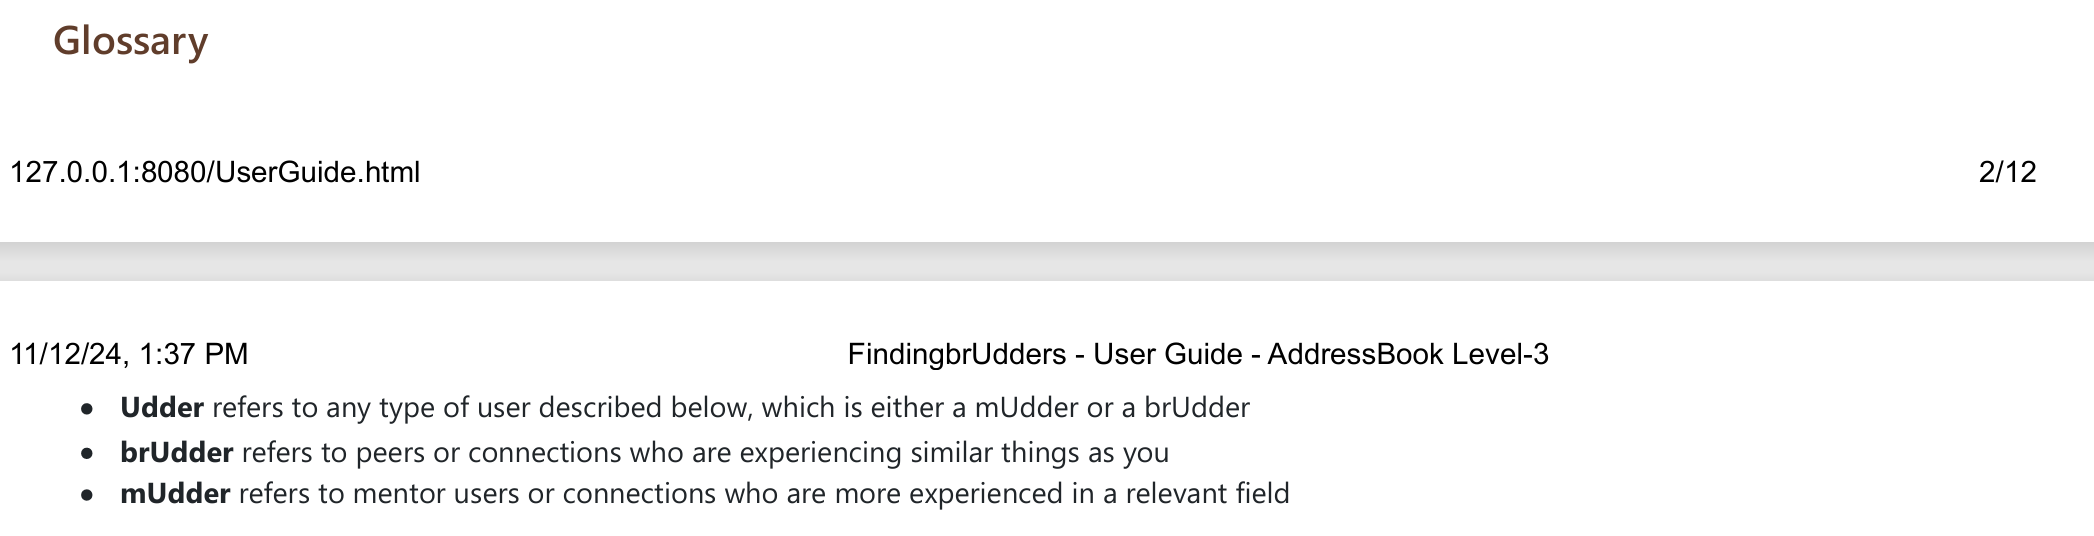 Glossary
127.0.0.1:8080/UserGuide.html 2/12
11/12/24, 1:37 PM FindingbrUdders - User Guide - AddressBook Level-3
• Udder refers to any type of user described below, which is either a mUdder or a brUdder
• brUdder refers to peers or connections who are experiencing similar things as you
• mUdder refers to mentor users or connections who are more experienced in a relevant field